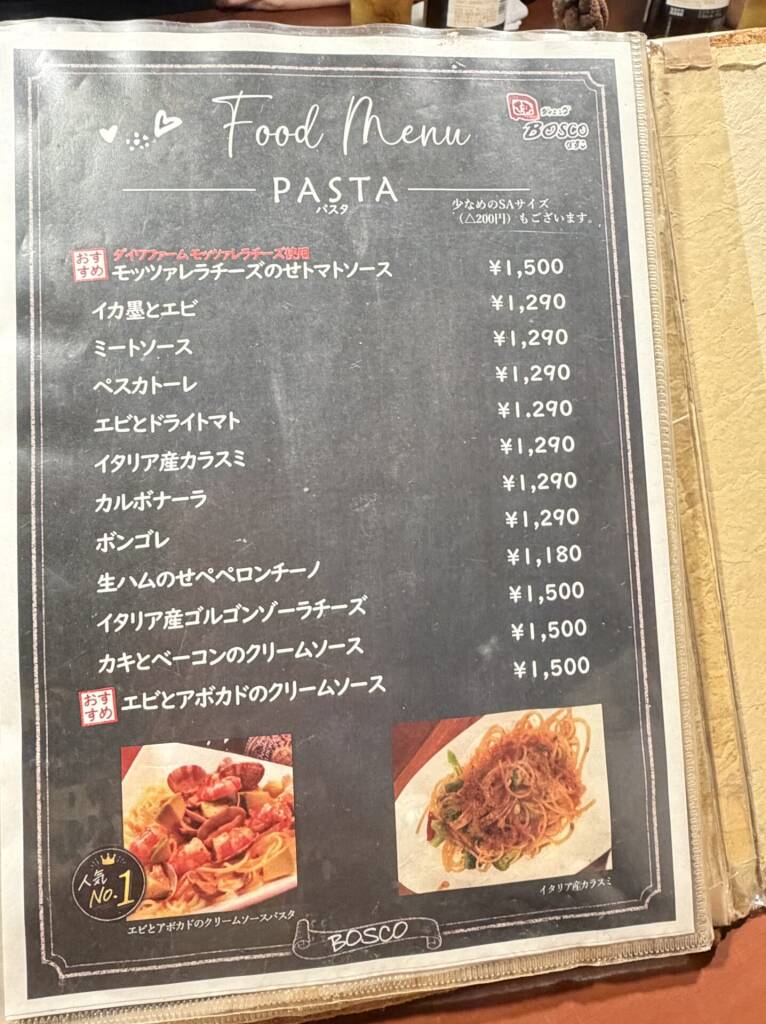 Food Menu
ダイニング
BOSCO
ぼすこ
PASTA
パスタ
少なめのSAサイズ
(△200円)もございます。
おすすめ
ダイワファーム モッツァレラチーズ使用
モッツァレラチーズのせトマトソース ¥1,500
イカ墨とエビ ¥1,290
ミートソース ¥1,290
ペスカトーレ ¥1,290
エビとドライトマト ¥1.290
イタリア産カラスミ ¥1,290
カルボナーラ ¥1,290
ボンゴレ ¥1,290
生ハムのせペペロンチーノ ¥1,180
イタリア産ゴルゴンゾーラチーズ ¥1,500
カキとベーコンのクリームソース ¥1,500
おすすめ エビとアボカドのクリームソース ¥1,500
人気
No.1
エビとアボカドのクリームソースパスタ
イタリア産カラスミ
BOSCO